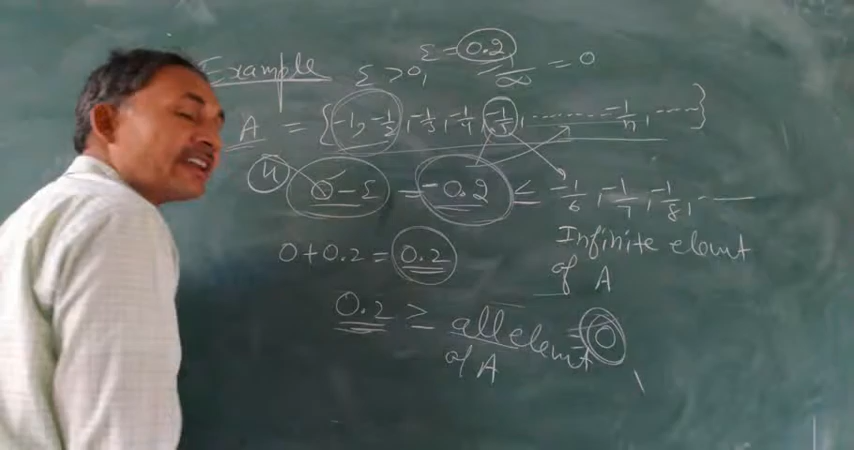 Example ε > 0, ε = 0.2 / ∞ = 0
A = {-1, -1/2, -1/3, -1/4, -1/5, ........ -1/n, ....}
u 0 - ε = -0.2 ≤ -1/6, -1/7, -1/8, -----
0 + 0.2 = 0.2 Infinite elemt
of A
0.2 ≥ all elemt = 0
of A